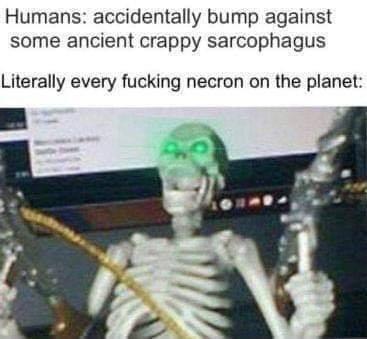 Humans: accidentally bump against
some ancient crappy sarcophagus
Literally every fucking necron on the planet: